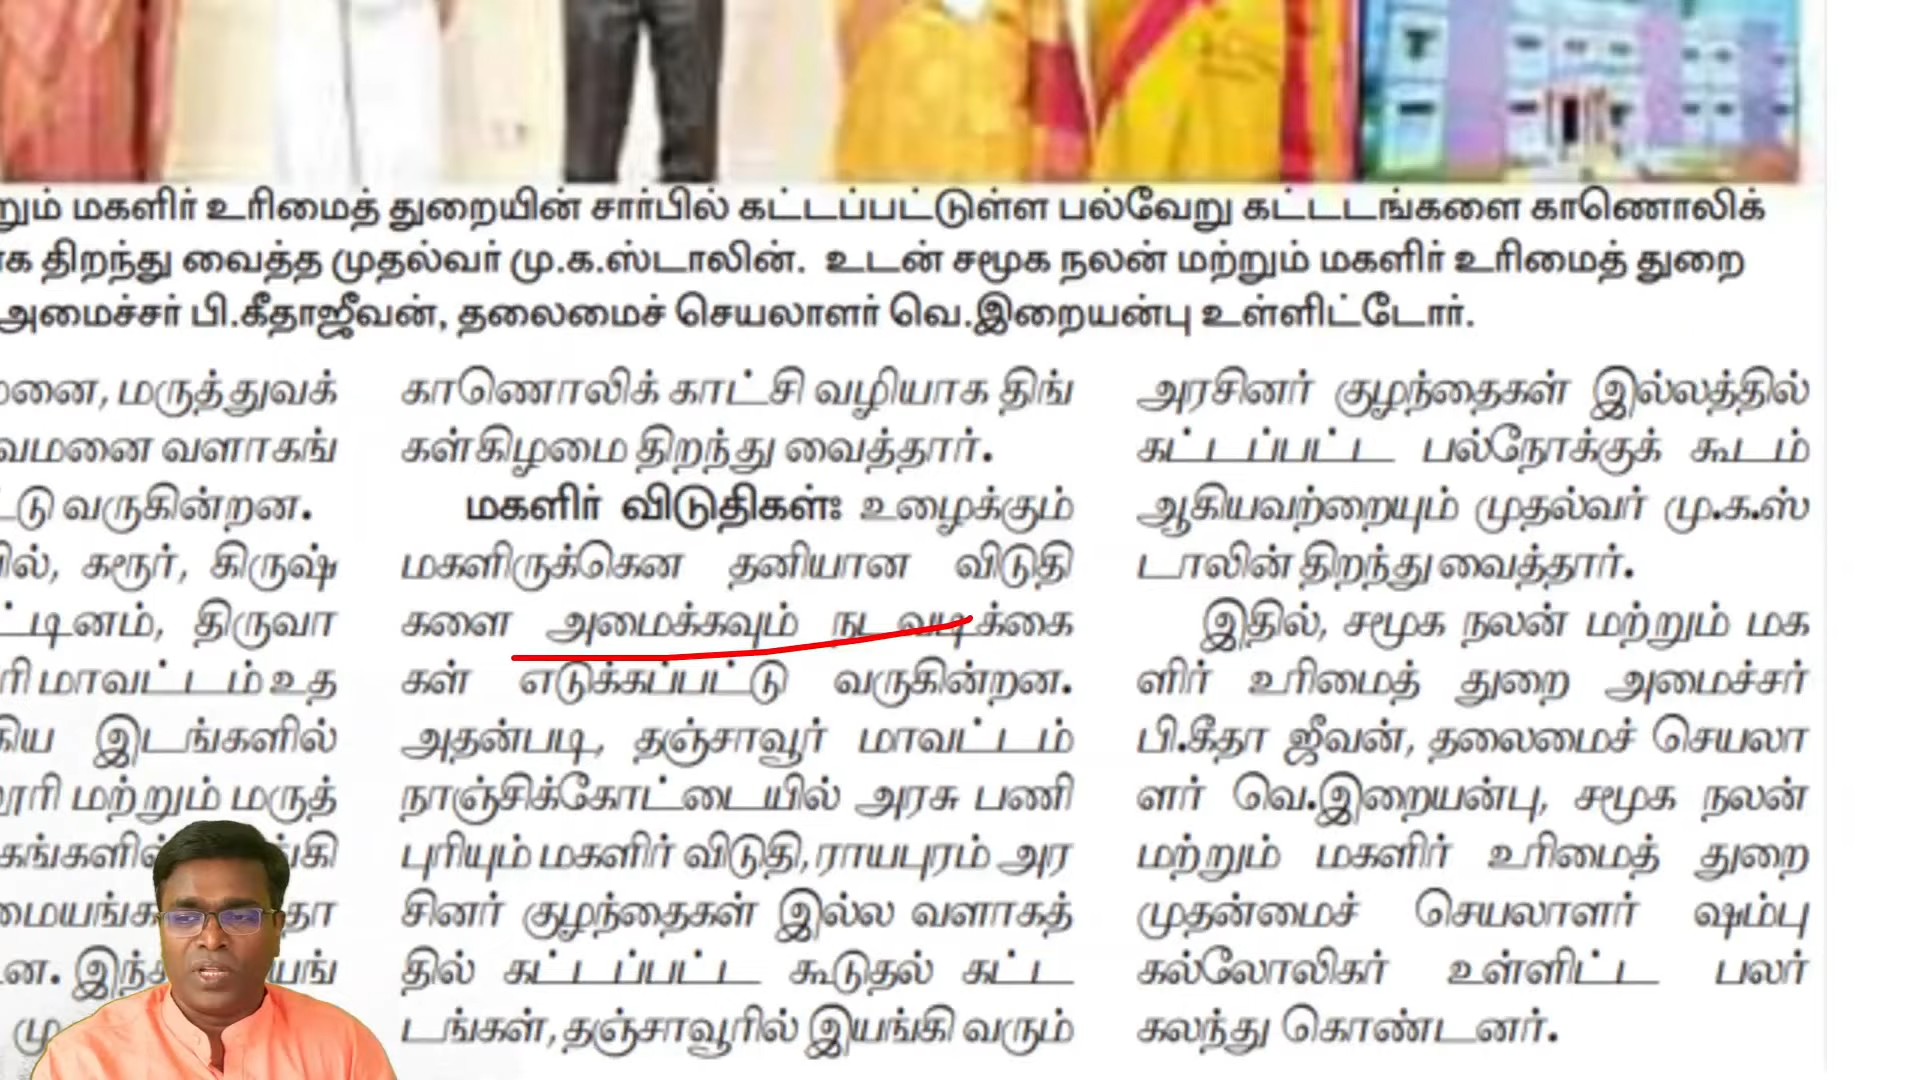 றும் மகளிர் உரிமைத் துறையின் சார்பில் கட்டப்பட்டுள்ள பல்வேறு கட்டடங்களை காணொலிக்
க திறந்து வைத்த முதல்வர் மு.க.ஸ்டாலின். உடன் சமூக நலன் மற்றும் மகளிர் உரிமைத் துறை
அமைச்சர் பி.கீதாஜீவன், தலைமைச் செயலாளர் வெ.இறையன்பு உள்ளிட்டோர்.
மனை, மருத்துவக்
வமனை வளாகங்
ட்டு வருகின்றன.
யில், கரூர், கிருஷ்
ட்டினம், திருவா
ரி மாவட்டம் உத
கிய இடங்களில்
லூரி மற்றும் மருத்
கங்களில் ங்கி
மையங்க தா
ன. இந்த யங்
மு
காணொலிக் காட்சி வழியாக திங்
கள்கிழமை திறந்து வைத்தார்.
மகளிர் விடுதிகள்: உழைக்கும்
மகளிருக்கென தனியான விடுதி
களை அமைக்கவும் நடவடிக்கை
கள் எடுக்கப்பட்டு வருகின்றன.
அதன்படி, தஞ்சாவூர் மாவட்டம்
நாஞ்சிக்கோட்டையில் அரசு பணி
புரியும் மகளிர் விடுதி, ராயபுரம் அர
சினர் குழந்தைகள் இல்ல வளாகத்
தில் கட்டப்பட்ட கூடுதல் கட்ட
டங்கள், தஞ்சாவூரில் இயங்கி வரும்
அரசினர் குழந்தைகள் இல்லத்தில்
கட்டப்பட்ட பல்நோக்குக் கூடம்
ஆகியவற்றையும் முதல்வர் மு.க.ஸ்
டாலின் திறந்து வைத்தார்.
இதில், சமூக நலன் மற்றும் மக
ளிர் உரிமைத் துறை அமைச்சர்
பி.கீதா ஜீவன், தலைமைச் செயலா
ளர் வெ.இறையன்பு, சமூக நலன்
மற்றும் மகளிர் உரிமைத் துறை
முதன்மைச் செயலாளர் ஷம்பு
கல்லோலிகர் உள்ளிட்ட பலர்
கலந்து கொண்டனர்.